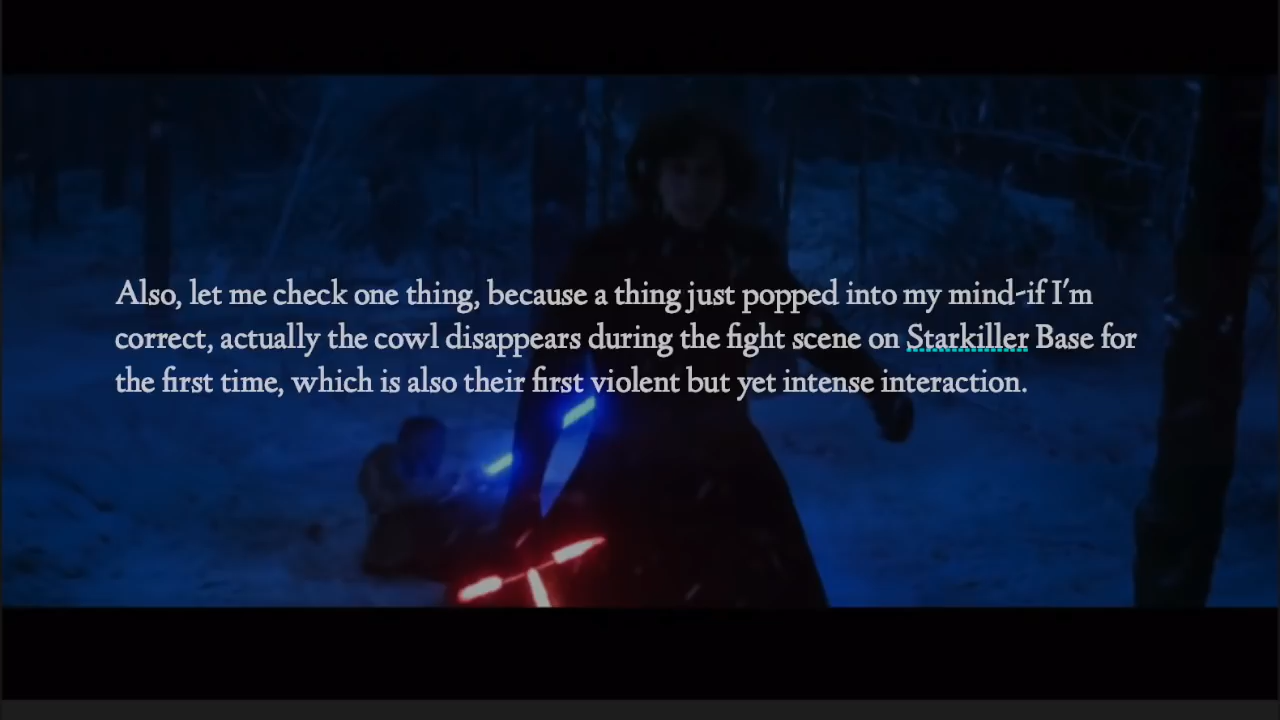 Also, let me check one thing, because a thing just popped into my mind-if I'm
correct, actually the cowl disappears during the fight scene on Starkiller Base for
the first time, which is also their first violent but yet intense interaction.